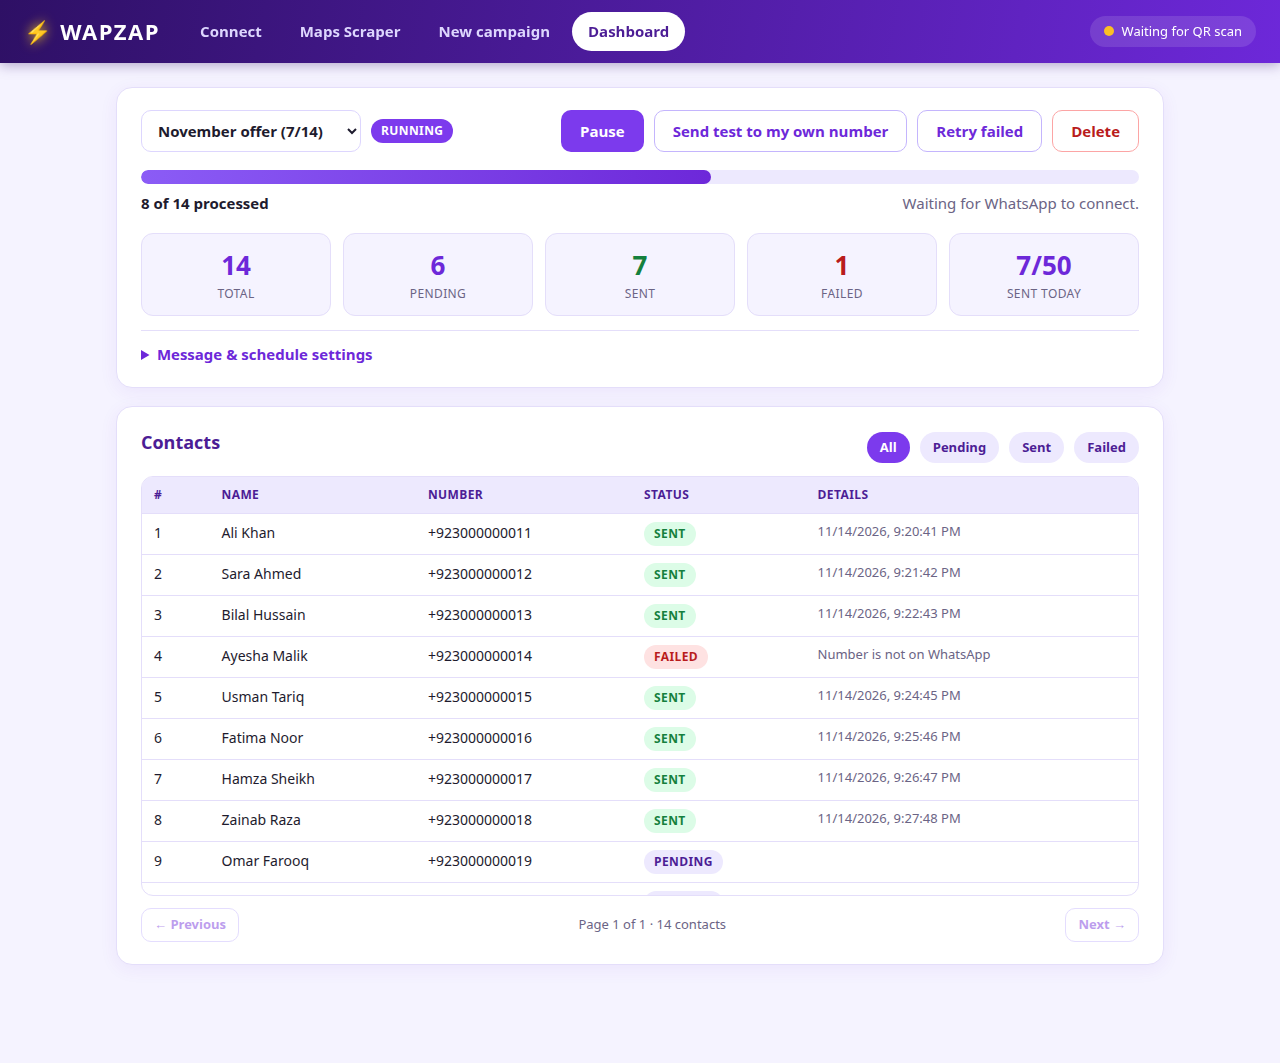 ⚡ WAPZAP Connect Maps Scraper New campaign Dashboard Waiting for QR scan
November offer (7/14) RUNNING Pause Send test to my own number Retry failed Delete
8 of 14 processed Waiting for WhatsApp to connect.
14 6 7 1 7/50
TOTAL PENDING SENT FAILED SENT TODAY
▶ Message & schedule settings
Contacts All Pending Sent Failed
# NAME NUMBER STATUS DETAILS
1 Ali Khan +923000000011 SENT 11/14/2026, 9:20:41 PM
2 Sara Ahmed +923000000012 SENT 11/14/2026, 9:21:42 PM
3 Bilal Hussain +923000000013 SENT 11/14/2026, 9:22:43 PM
4 Ayesha Malik +923000000014 FAILED Number is not on WhatsApp
5 Usman Tariq +923000000015 SENT 11/14/2026, 9:24:45 PM
6 Fatima Noor +923000000016 SENT 11/14/2026, 9:25:46 PM
7 Hamza Sheikh +923000000017 SENT 11/14/2026, 9:26:47 PM
8 Zainab Raza +923000000018 SENT 11/14/2026, 9:27:48 PM
9 Omar Farooq +923000000019 PENDING
← Previous Page 1 of 1 · 14 contacts Next →